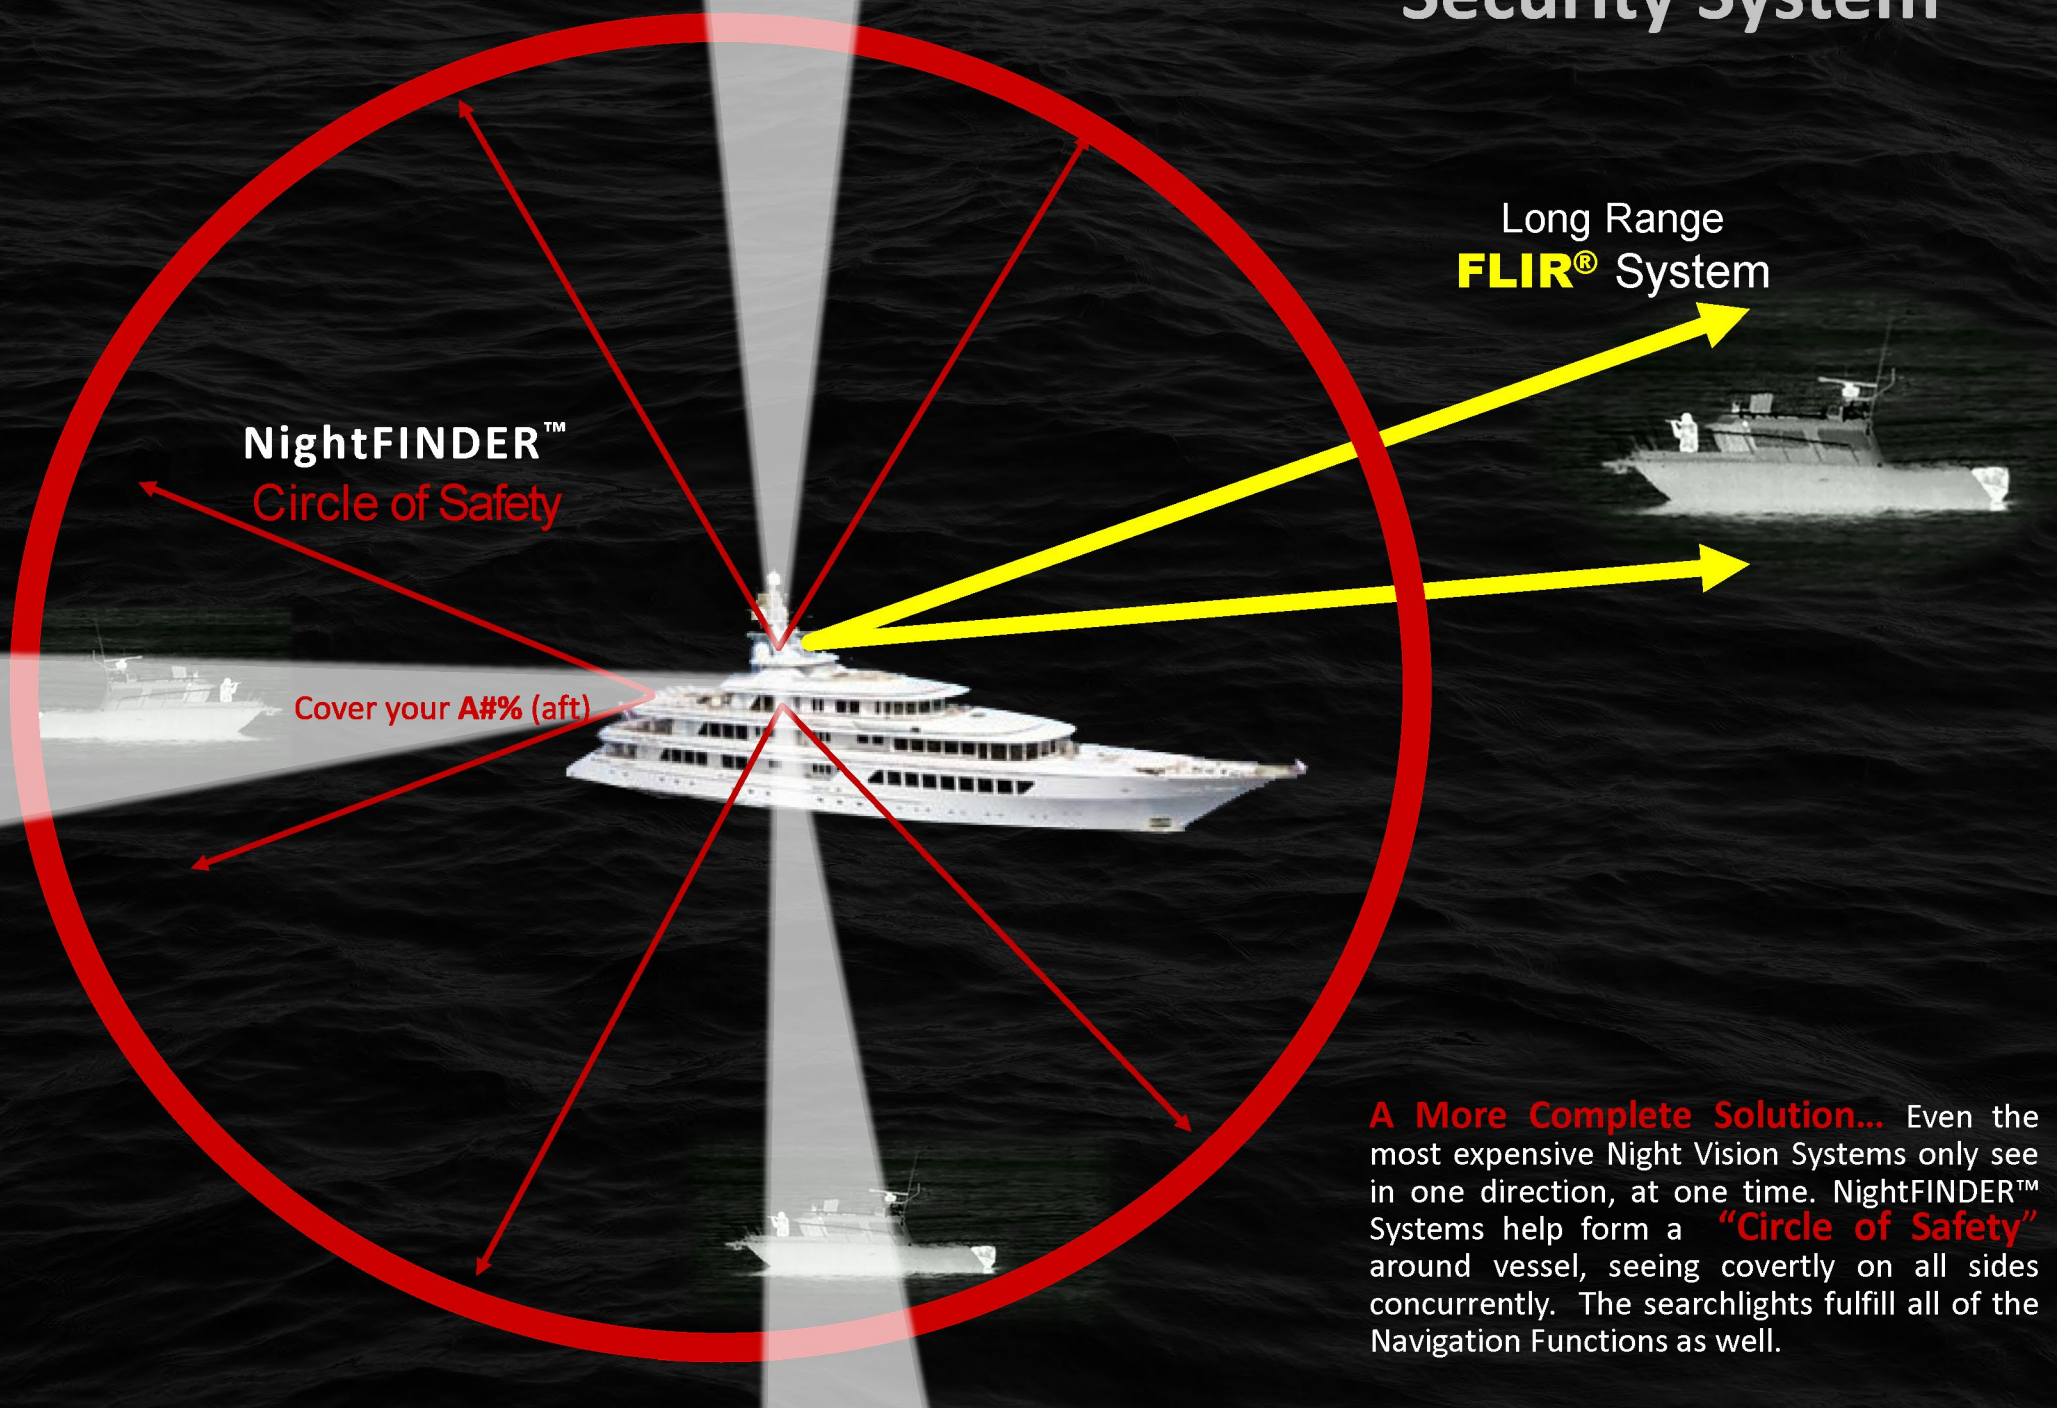 Security System
Long Range
FLIR® System
NightFINDER™
Circle of Safety
Cover your A#% (aft)
A More Complete Solution... Even the
most expensive Night Vision Systems only see
in one direction, at one time. NightFINDER™
Systems help form a “Circle of Safety”
around vessel, seeing covertly on all sides
concurrently. The searchlights fulfill all of the
Navigation Functions as well.